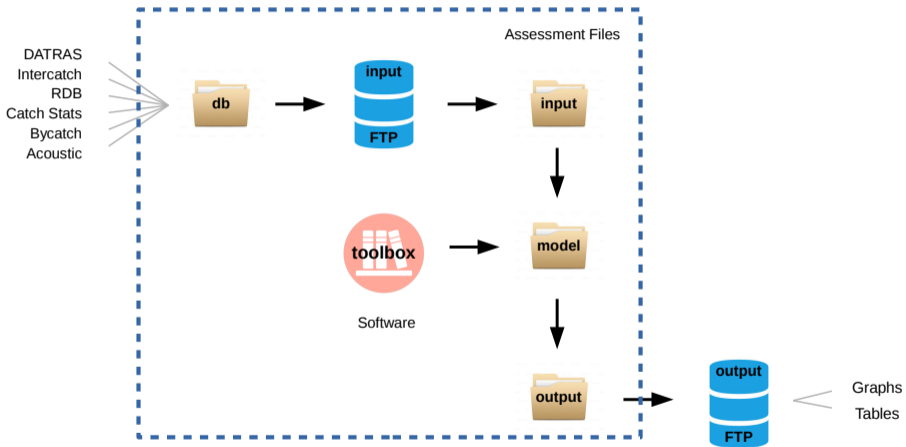 Assessment Files
DATRAS
Intercatch
RDB
Catch Stats
Bycatch
Acoustic
db
input
FTP
input
toolbox
Software
model
output
output
FTP
Graphs
Tables